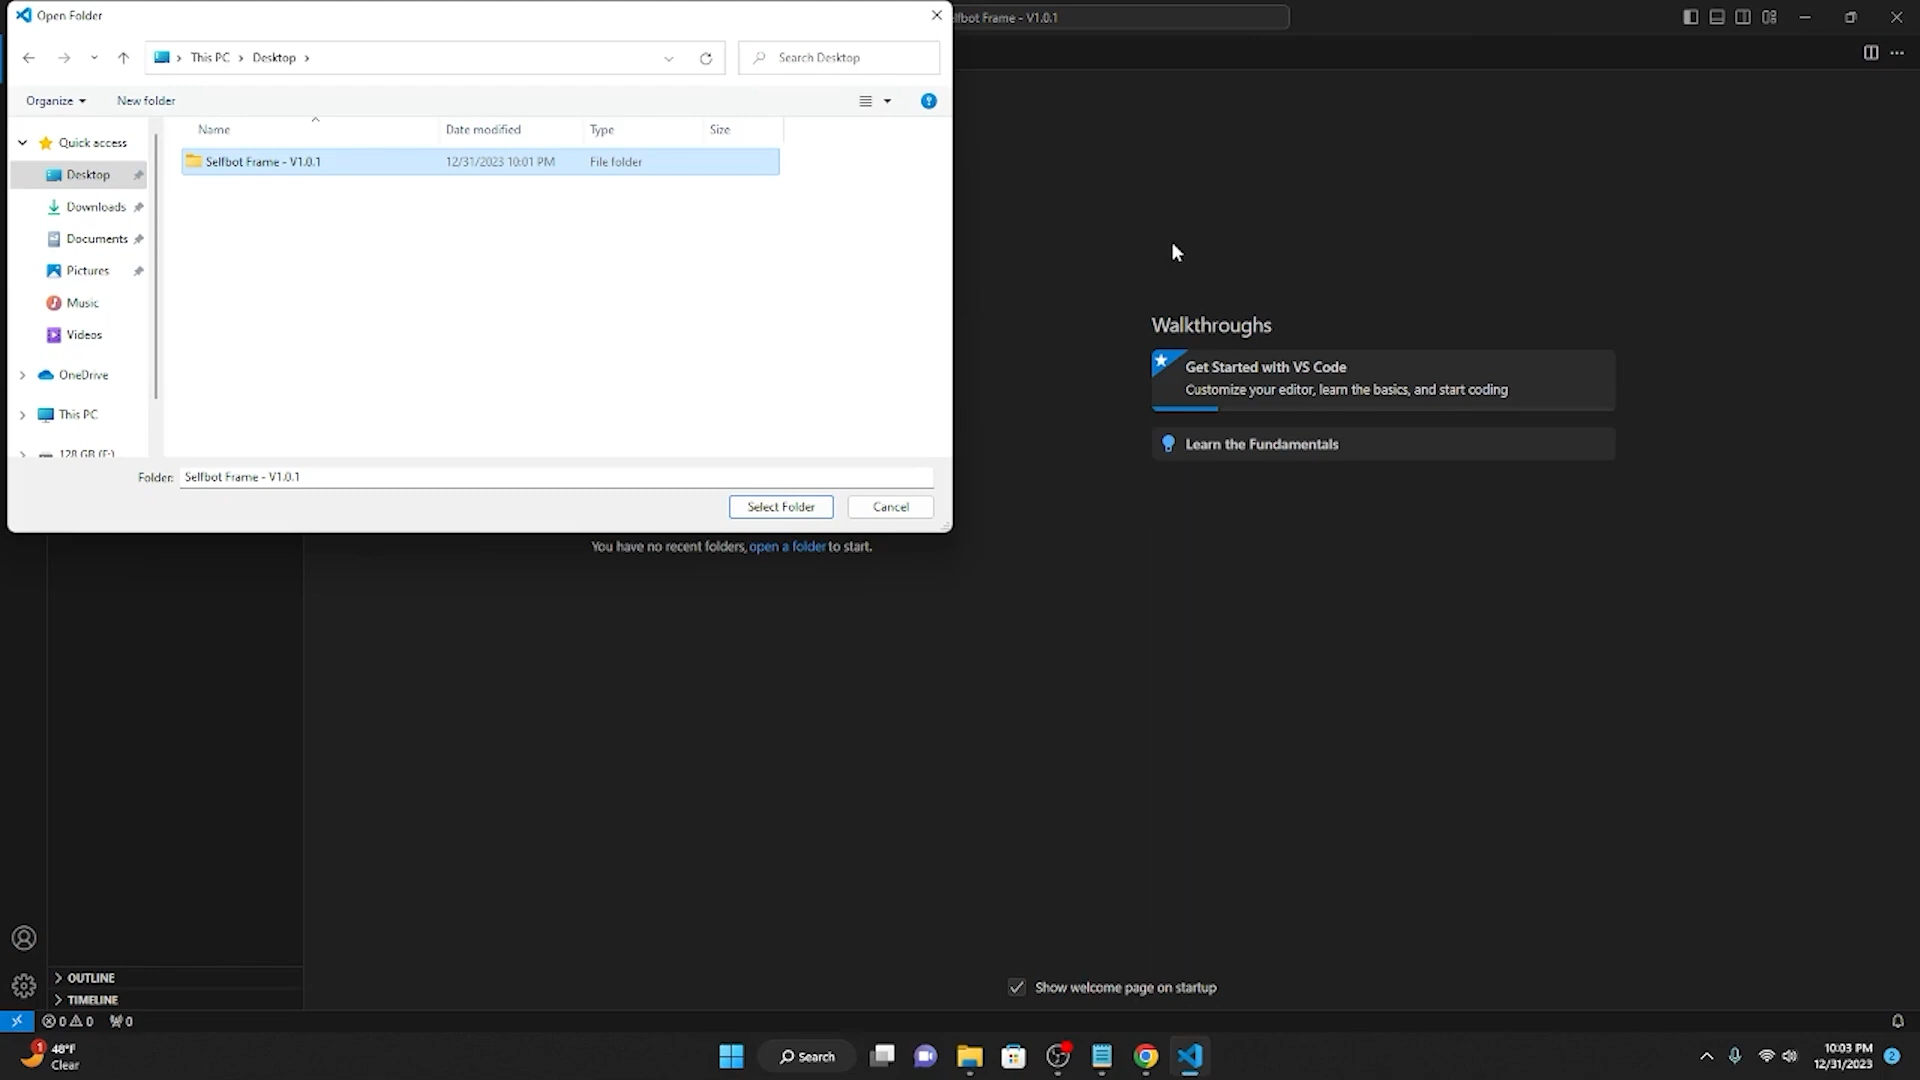 Open Folder
elfbot Frame - V1.0.1
This PC
Desktop
Search Desktop
Organize
New folder
Name
Date modified
Type
Size
Quick access
Selfbot Frame - V1.0.1
12/31/2023 10:01 PM
File folder
Desktop
Downloads
Documents
Pictures
Music
Videos
OneDrive
This PC
128 GB (F:)
Folder:
Selfbot Frame - V1.0.1
Select Folder
Cancel
Walkthroughs
Get Started with VS Code
Customize your editor, learn the basics, and start coding
Learn the Fundamentals
You have no recent folders, open a folder to start.
OUTLINE
TIMELINE
Show welcome page on startup
0 0 0
1
48°F
Clear
Search
10:03 PM
12/31/2023
2